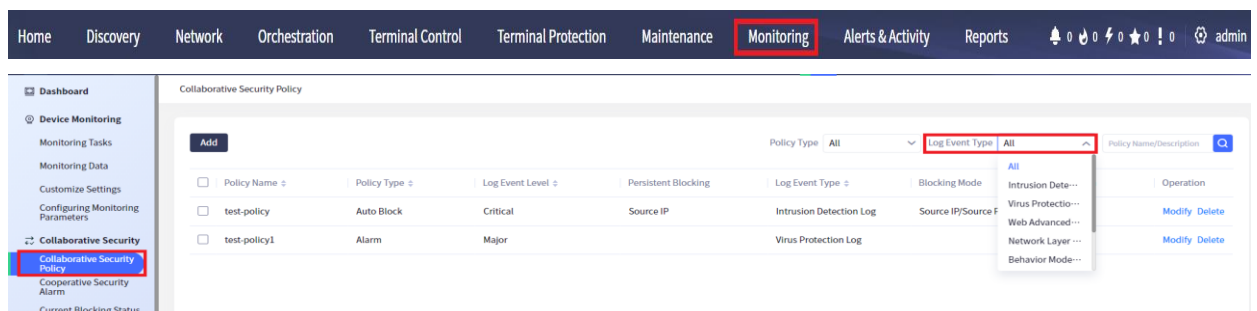 Home Discovery Network Orchestration Terminal Control Terminal Protection Maintenance Monitoring Alerts & Activity Reports 0 0 0 0 0 admin
Dashboard
Device Monitoring
Monitoring Tasks
Monitoring Data
Customize Settings
Configuring Monitoring
Parameters
Collaborative Security
Collaborative Security
Policy
Cooperative Security
Alarm
Current Blocking Status
Collaborative Security Policy
Add Policy Type All Log Event Type All Policy Name/Description
All
Intrusion Dete···
Virus Protectio···
Web Advanced···
Network Layer ···
Behavior Mode···
Policy Name Policy Type Log Event Level Persistent Blocking Log Event Type Blocking Mode Operation
test-policy Auto Block Critical Source IP Intrusion Detection Log Source IP/Source Modify Delete
test-policy1 Alarm Major Virus Protection Log Modify Delete